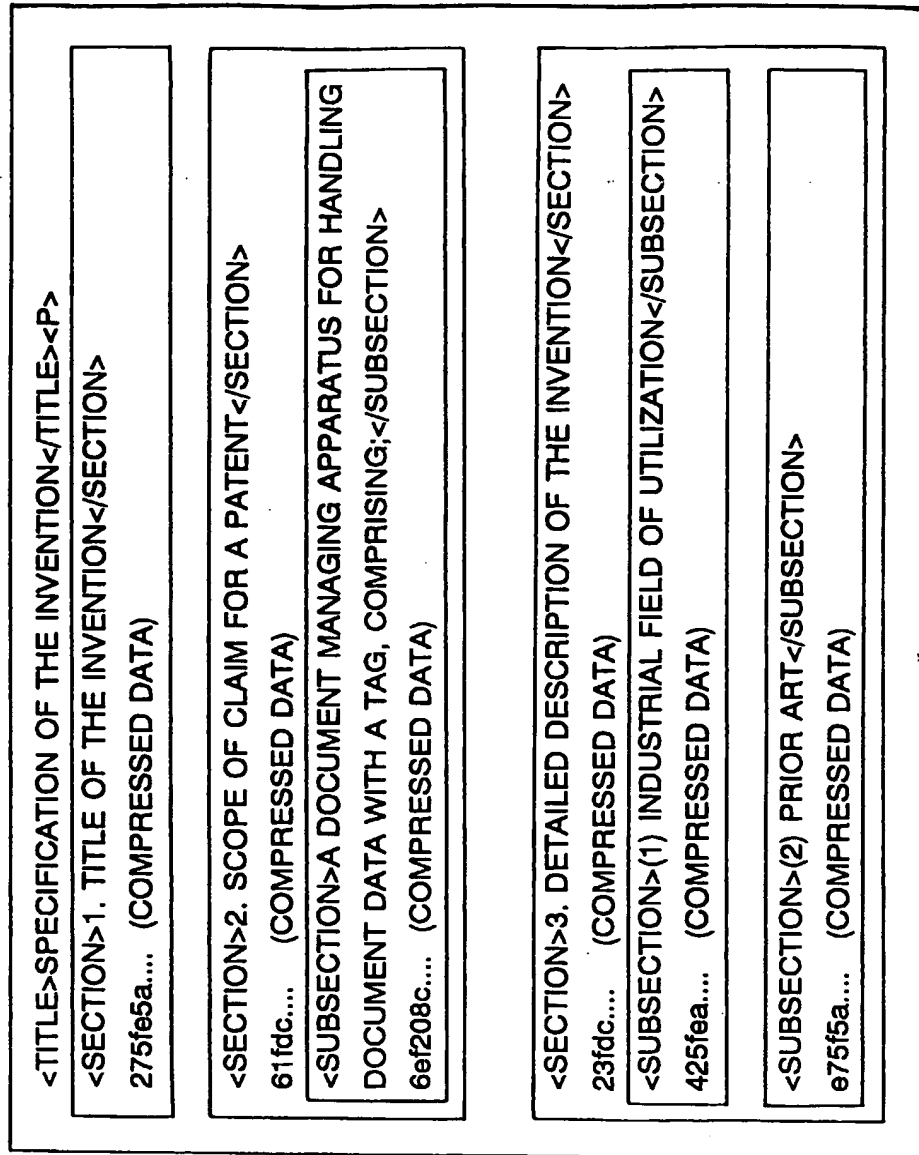 <TITLE>SPECIFICATION OF THE INVENTION</TITLE><P>
<SECTION>1. TITLE OF THE INVENTION</SECTION>
275fe5a.... (COMPRESSED DATA)
<SECTION>2. SCOPE OF CLAIM FOR A PATENT</SECTION>
61fdc.... (COMPRESSED DATA)
<SUBSECTION>A DOCUMENT MANAGING APPARATUS FOR HANDLING
DOCUMENT DATA WITH A TAG, COMPRISING;</SUBSECTION>
6ef208c.... (COMPRESSED DATA)
<SECTION>3. DETAILED DESCRIPTION OF THE INVENTION</SECTION>
23fdc.... (COMPRESSED DATA)
<SUBSECTION>(1) INDUSTRIAL FIELD OF UTILIZATION</SUBSECTION>
425fea.... (COMPRESSED DATA)
<SUBSECTION>(2) PRIOR ART</SUBSECTION>
e75f5a.... (COMPRESSED DATA)